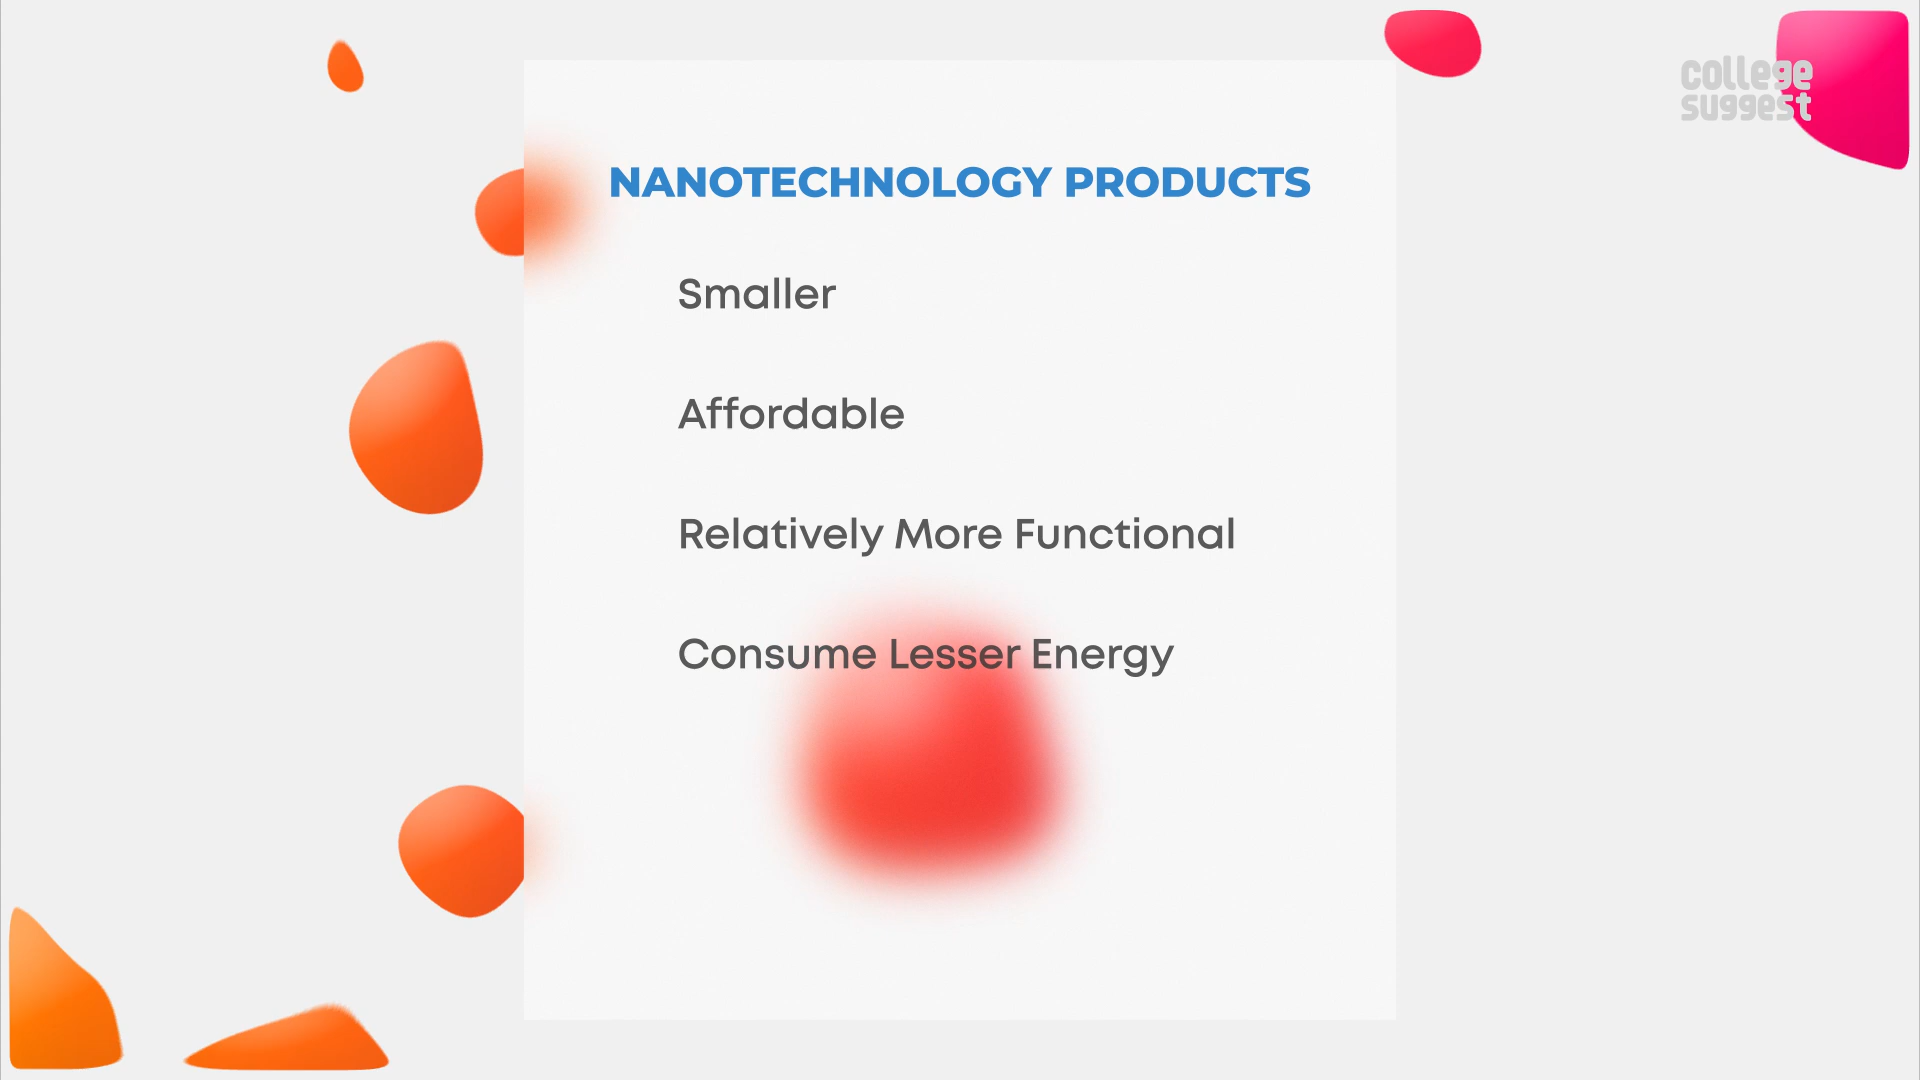 college
suggest
NANOTECHNOLOGY PRODUCTS
Smaller
Affordable
Relatively More Functional
Consume Lesser Energy